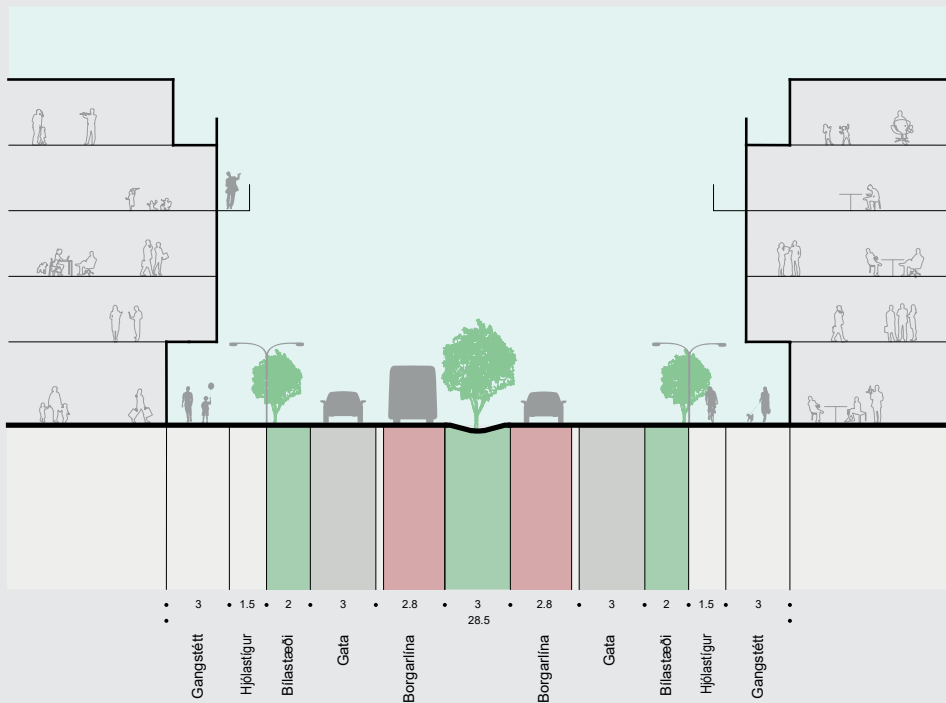 3 1.5 2 3 2.8 3 2.8 3 2 1.5 3
28.5
Gangstétt
Hjólastígur
Bílastæði
Gata
Borgarlína
Borgarlína
Gata
Bílastæði
Hjólastígur
Gangstétt